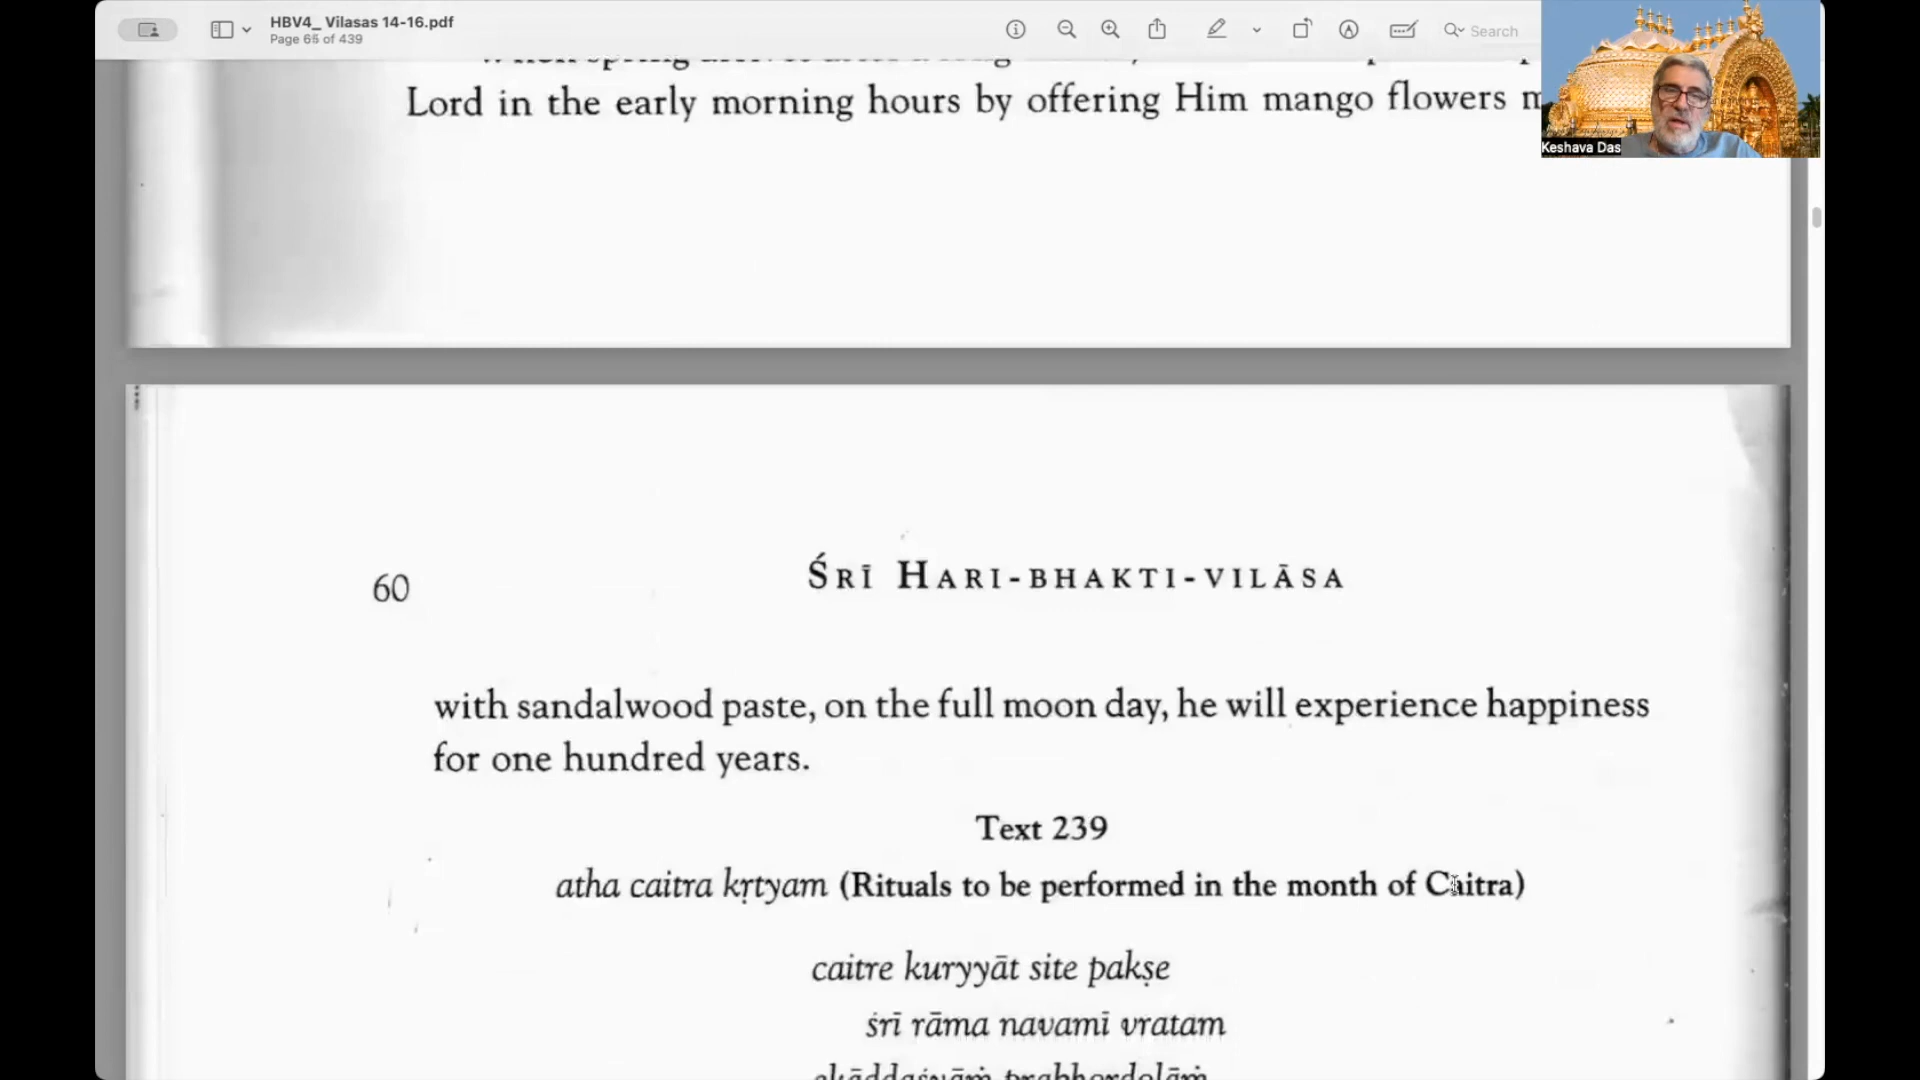 HBV4_ Vilasas 14-16.pdf
Page 65 of 439
Search
Keshava Das
Lord in the early morning hours by offering Him mango flowers
60
ŚRĪ HARI-BHAKTI-VILĀSA
with sandalwood paste, on the full moon day, he will experience happiness
for one hundred years.
Text 239
atha caitra kṛtyam (Rituals to be performed in the month of Caitra)
caitre kuryyāt site pakṣe
śrī rāma navamī vratam
ekāddaśyāṁ prabhordolāṁ